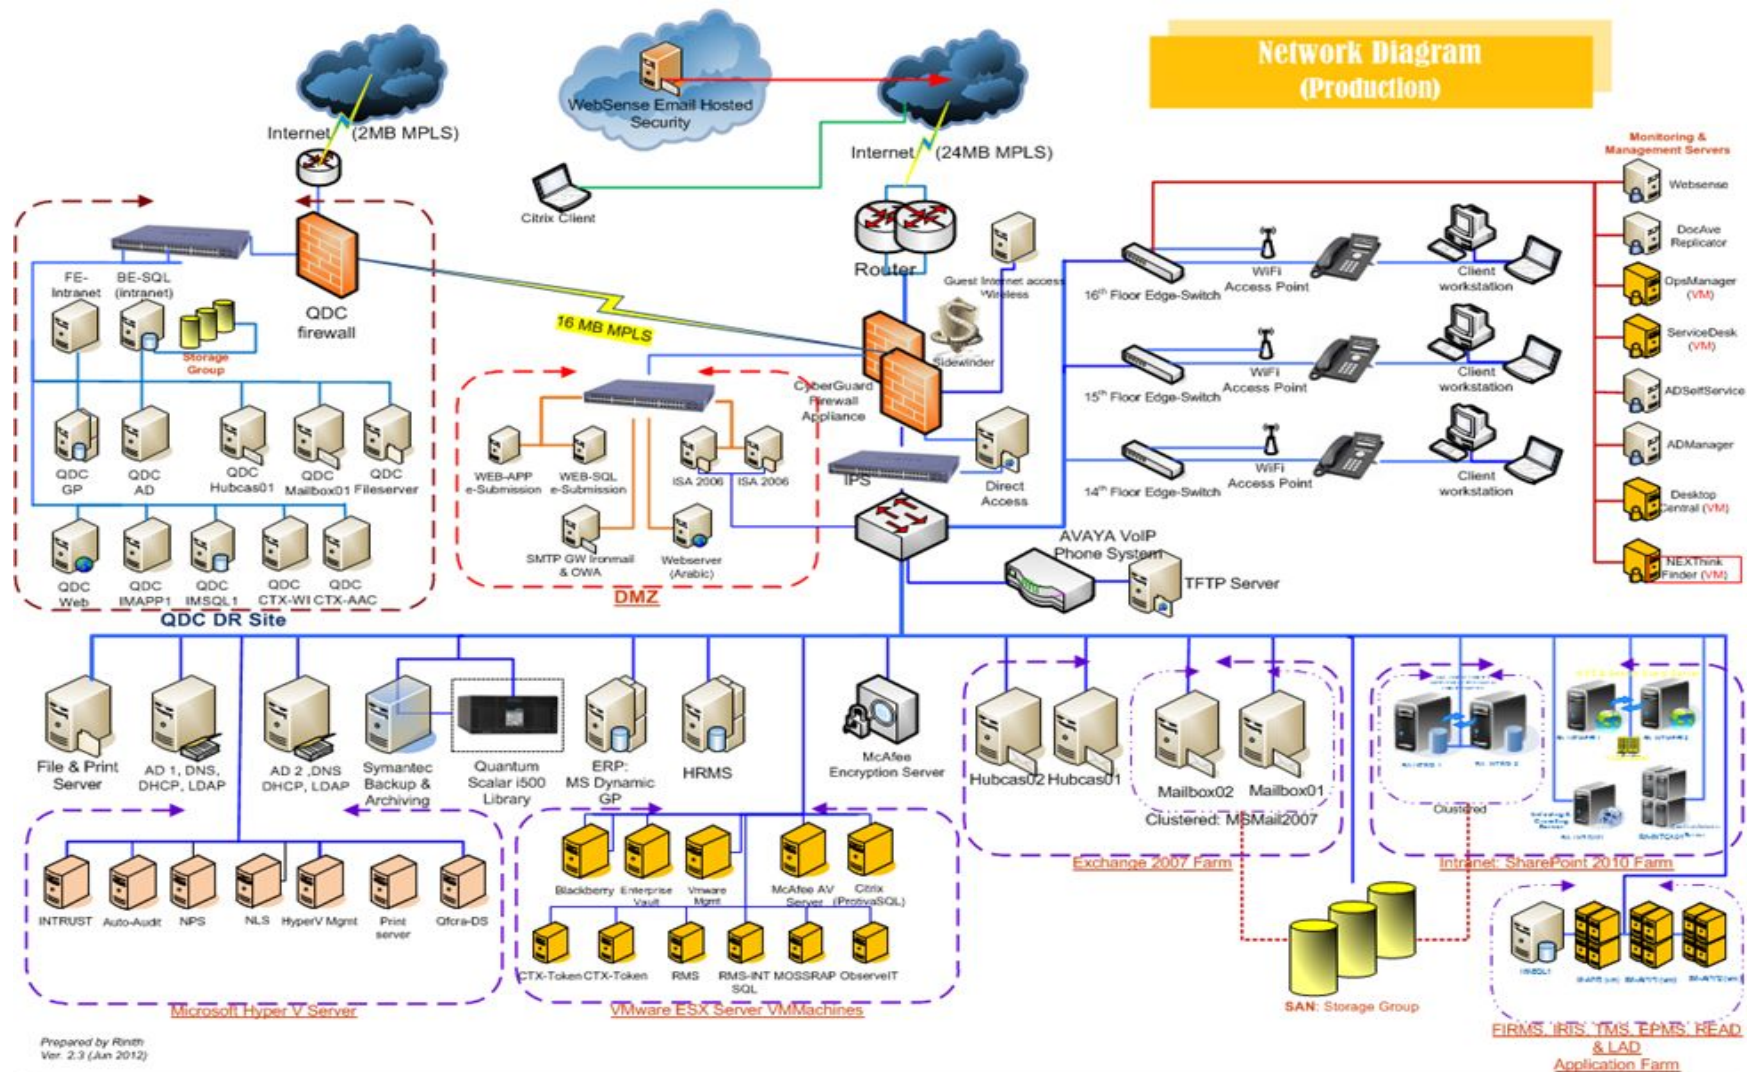 Network Diagram
(Production)
WebSense Email Hosted
Security
Internet (2MB MPLS)
Internet (24MB MPLS)
Citrix Client
Router
Guest Internet access
Wireless
Sidewinder
QDC
firewall
16 MB MPLS
CyberGuard
Firewall
Appliance
IPS
Direct
Access
FE-
Intranet
BE-SQL
(intranet)
Storage
Group
QDC
GP
QDC
AD
QDC
Hubcas01
QDC
Mailbox01
QDC
Fileserver
QDC
Web
QDC
IMAPP1
QDC
IMSQL1
QDC
CTX-WI
QDC
CTX-AAC
QDC DR Site
WEB-APP
e-Submission
WEB-SQL
e-Submission
ISA 2006
ISA 2006
SMTP GW Ironmail
& OWA
Webserver
(Arabic)
DMZ
16th Floor Edge-Switch
WiFi
Access Point
Client
workstation
15th Floor Edge-Switch
WiFi
Access Point
Client
workstation
14th Floor Edge-Switch
WiFi
Access Point
Client
workstation
AVAYA VoIP
Phone System
TFTP Server
Monitoring &
Management Servers
Websense
DocAve
Replicator
OpsManager
(VM)
ServiceDesk
(VM)
ADSelfService
ADManager
Desktop
Central (VM)
NEXThink
Finder (VM)
File & Print
Server
AD 1, DNS,
DHCP, LDAP
AD 2 ,DNS
DHCP, LDAP
Symantec
Backup &
Archiving
Quantum
Scalar i500
Library
ERP:
MS Dynamic
GP
HRMS
McAfee
Encryption Server
Hubcas02
Hubcas01
Mailbox02
Mailbox01
Clustered: MSMail2007
Exchange 2007 Farm
Clustered
Intranet: SharePoint 2010 Farm
INTRUST
Auto-Audit
NPS
NLS
HyperV Mgmt
Print
server
Qfcra-DS
Microsoft Hyper V Server
Blackberry
Enterprise
Vault
Vmware
Mgmt
McAfee AV
Server
Citrix
(ProtivaSQL)
CTX-Token
CTX-Token
RMS
RMS-INT
SQL
MOSSRAP
ObserveIT
VMware ESX Server VMMachines
SAN: Storage Group
FIRMS, IRIS, TMS, EPMS, READ
& LAD
Application Farm
Prepared by Rinith
Ver. 2.3 (Jun 2012)